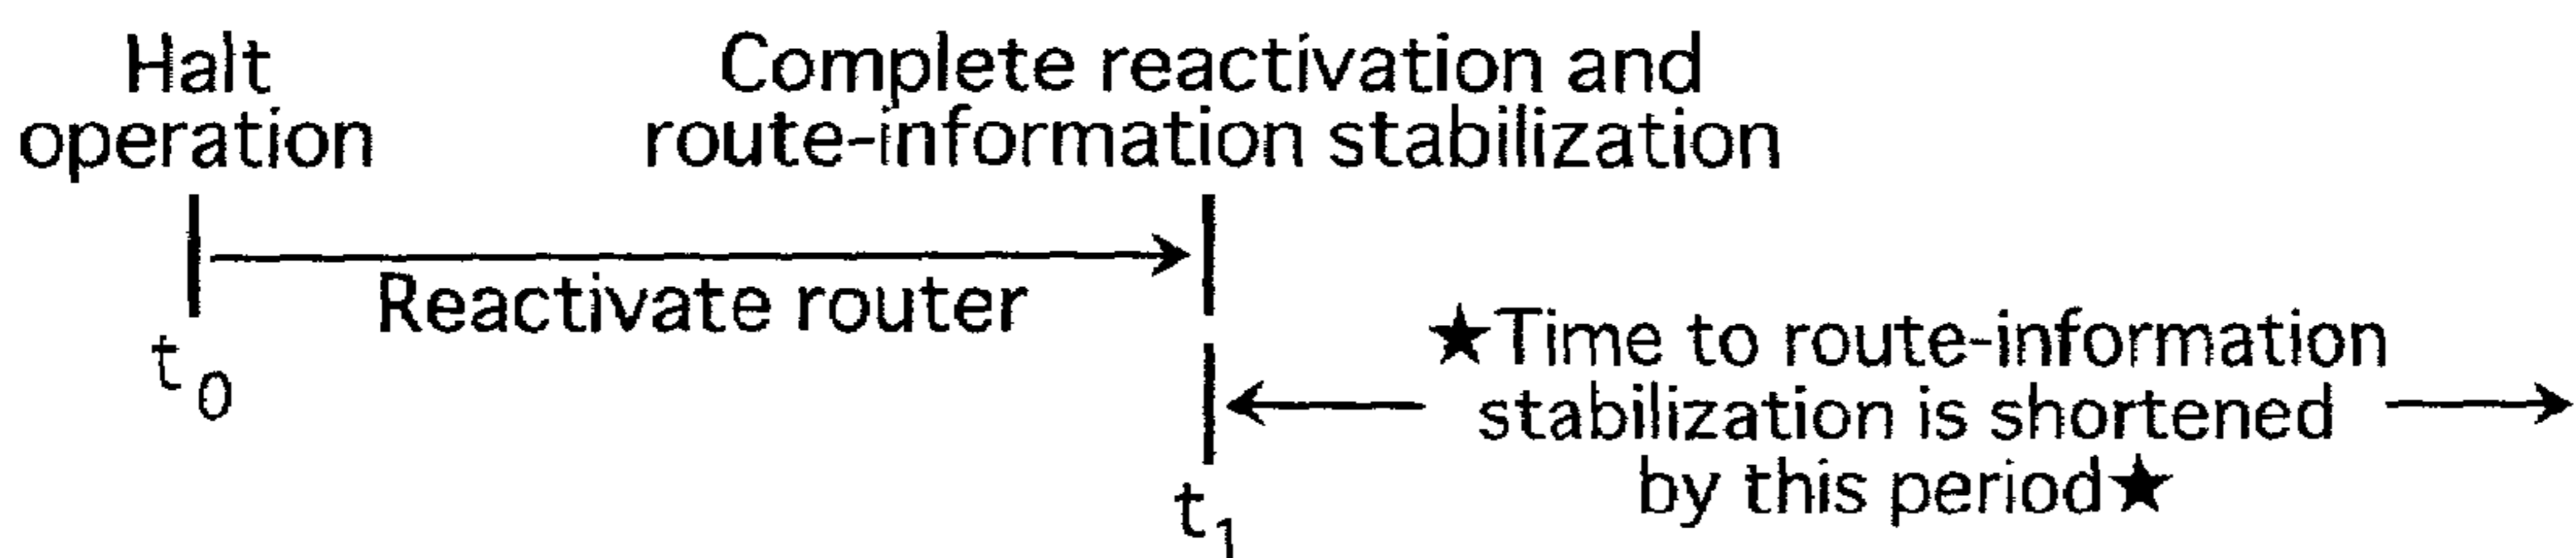 Halt
operation
Complete reactivation and
route-information stabilization
Reactivate router
t0
★Time to route-information
stabilization is shortened
by this period★
t1